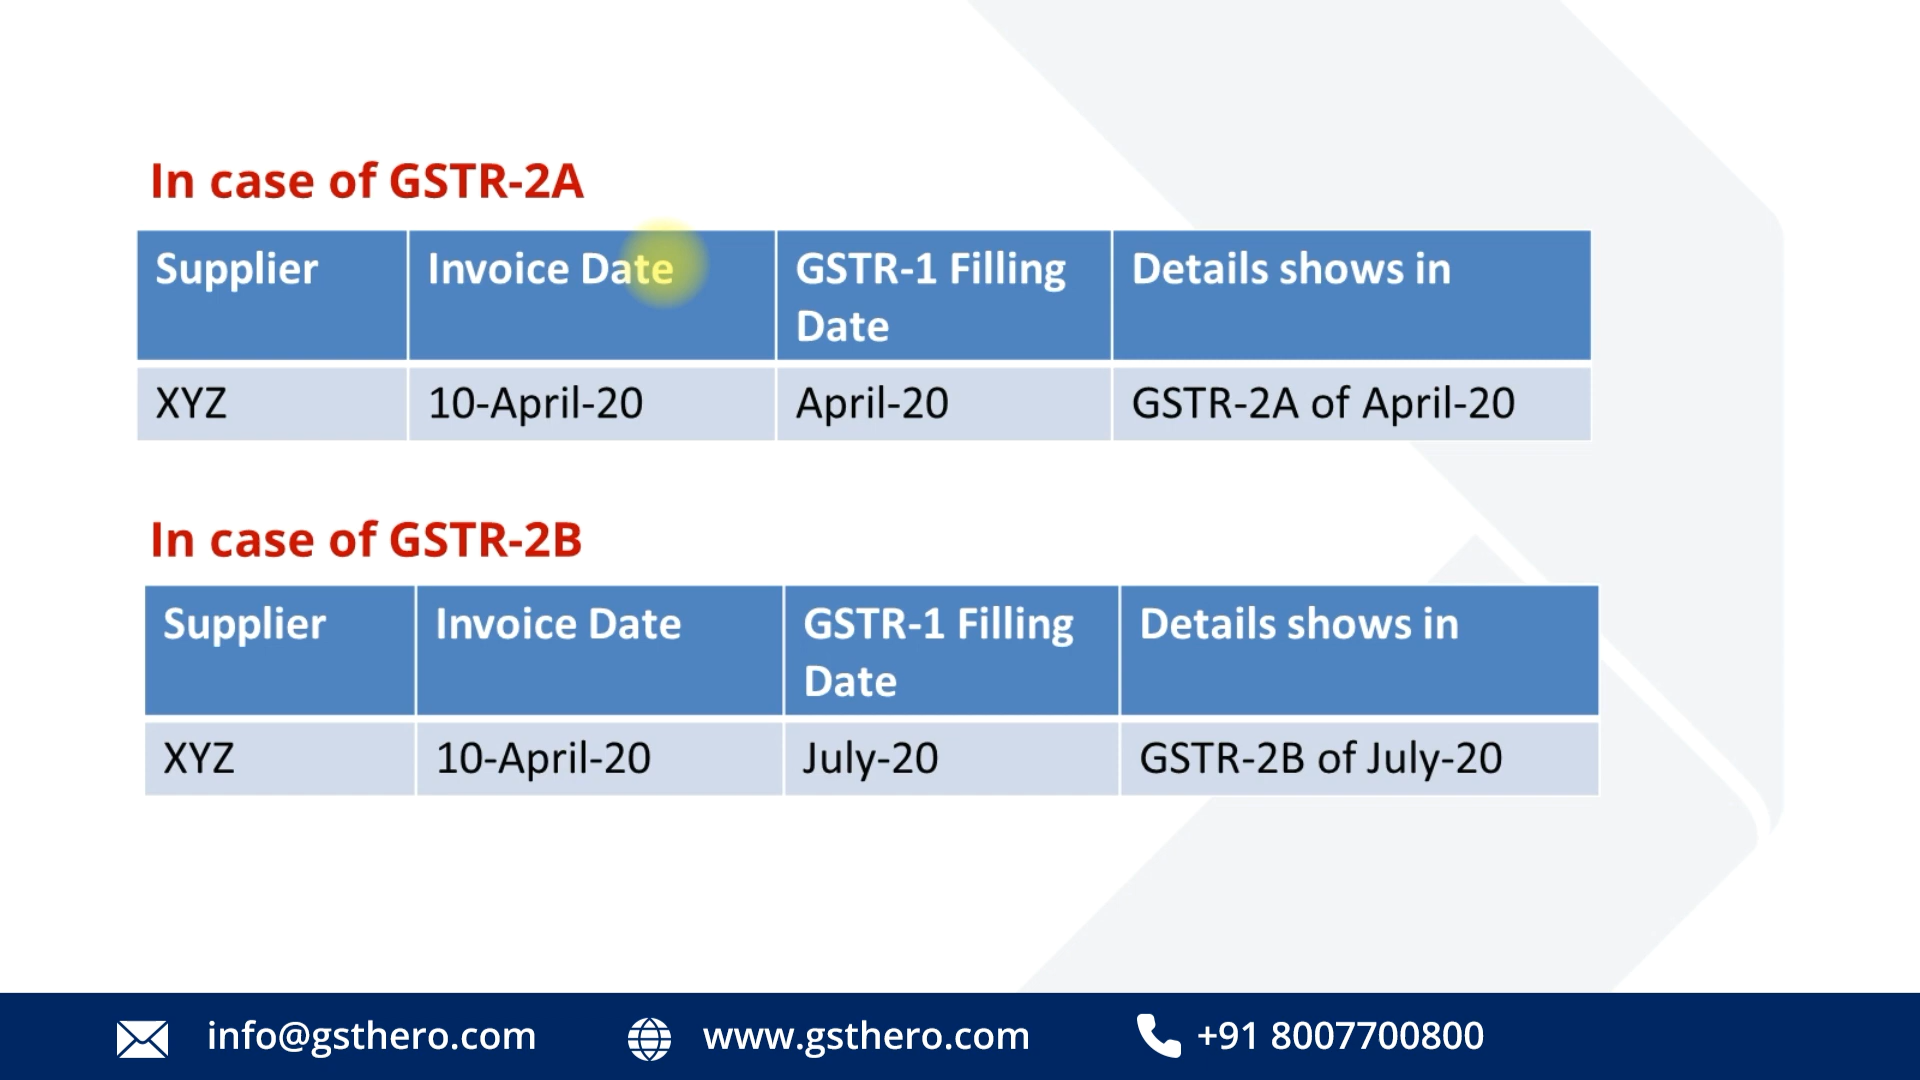 In case of GSTR-2A
Supplier Invoice Date GSTR-1 Filling Date Details shows in
XYZ 10-April-20 April-20 GSTR-2A of April-20
In case of GSTR-2B
Supplier Invoice Date GSTR-1 Filling Date Details shows in
XYZ 10-April-20 July-20 GSTR-2B of July-20
info@gsthero.com www.gsthero.com +91 8007700800